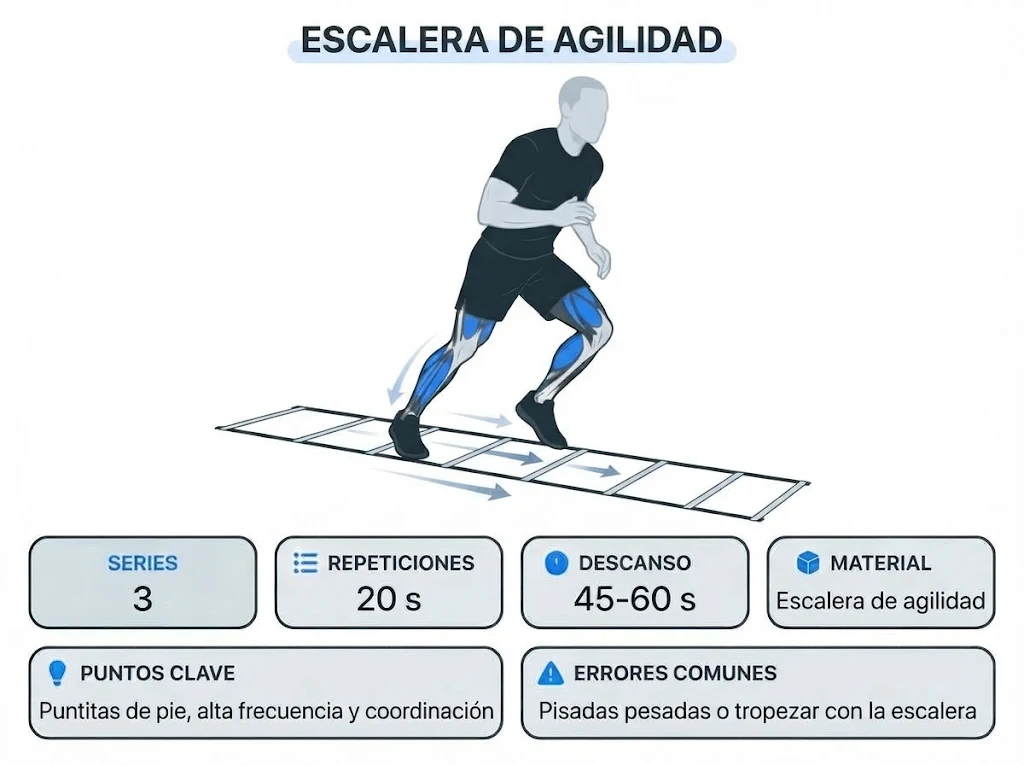 ESCALERA DE AGILIDAD
SERIES
3
REPETICIONES
20 s
DESCANSO
45-60 s
MATERIAL
Escalera de agilidad
PUNTOS CLAVE
Puntitas de pie, alta frecuencia y coordinación
ERRORES COMUNES
Pisadas pesadas o tropezar con la escalera